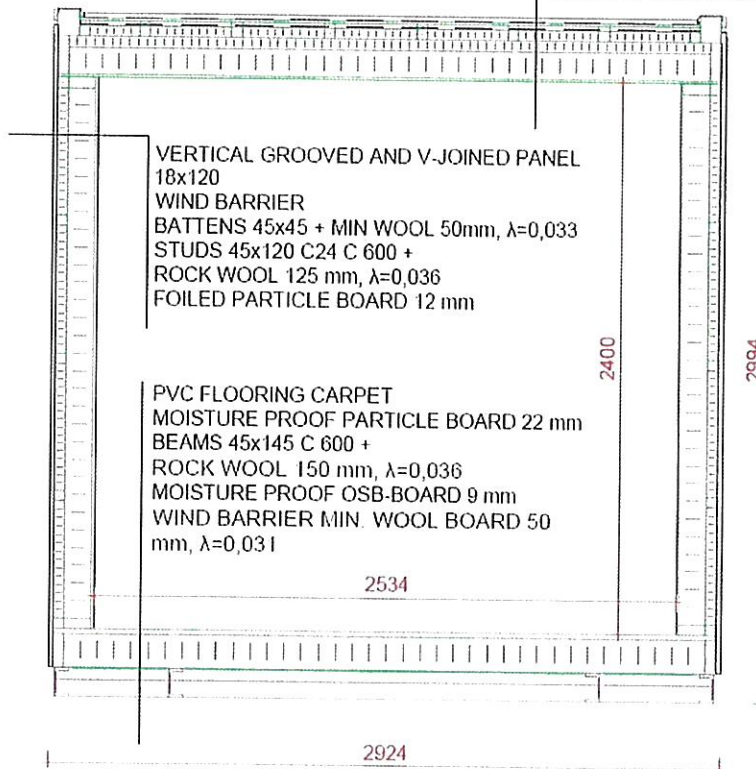 VERTICAL GROOVED AND V-JOINED PANEL
18x120
WIND BARRIER
BATTENS 45x45 + MIN WOOL 50mm, λ=0,033
STUDS 45x120 C24 C 600 +
ROCK WOOL 125 mm, λ=0,036
FOILED PARTICLE BOARD 12 mm
2400
2994
PVC FLOORING CARPET
MOISTURE PROOF PARTICLE BOARD 22 mm
BEAMS 45x145 C 600 +
ROCK WOOL 150 mm, λ=0,036
MOISTURE PROOF OSB-BOARD 9 mm
WIND BARRIER MIN. WOOL BOARD 50
mm, λ=0,031
2534
2924